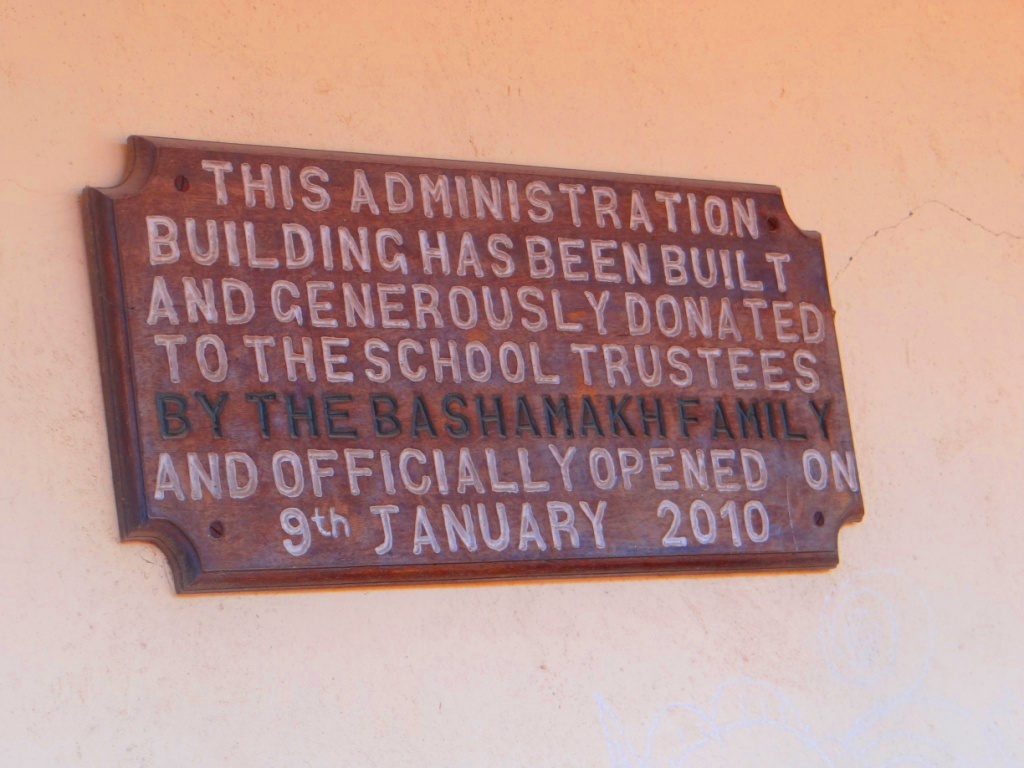 THIS ADMINISTRATION
BUILDING HAS BEEN BUILT
AND GENEROUSLY DONATED
TO THE SCHOOL TRUSTEES
BY THE BASHAMAKH FAMILY
AND OFFICIALLY OPENED ON
9th JANUARY 2010